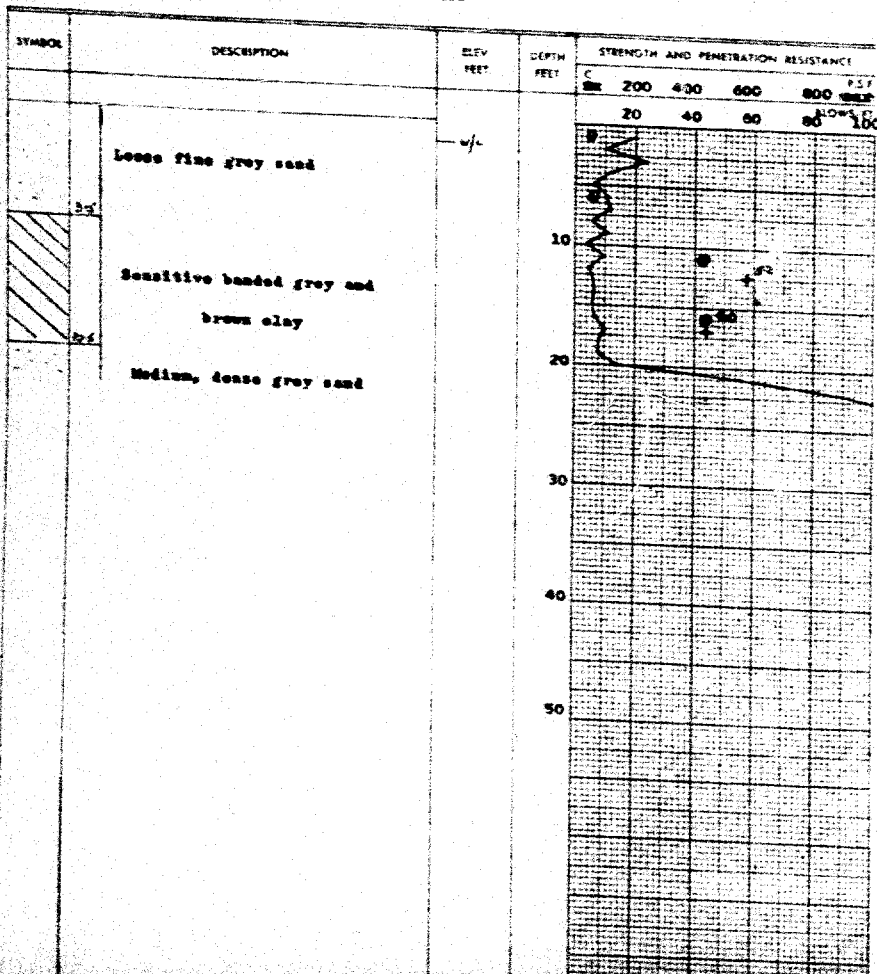 SYMBOL DESCRIPTION ELEV FEET DEPTH FEET STRENGTH AND PENETRATION RESISTANCE
C 200 400 600 800 P.S.F
20 40 60 80 BLOWS/FT 100
Loose fine grey sand
w/l
10
Sensitive banded grey and
brown clay
20
Medium, dense grey sand
30
40
50